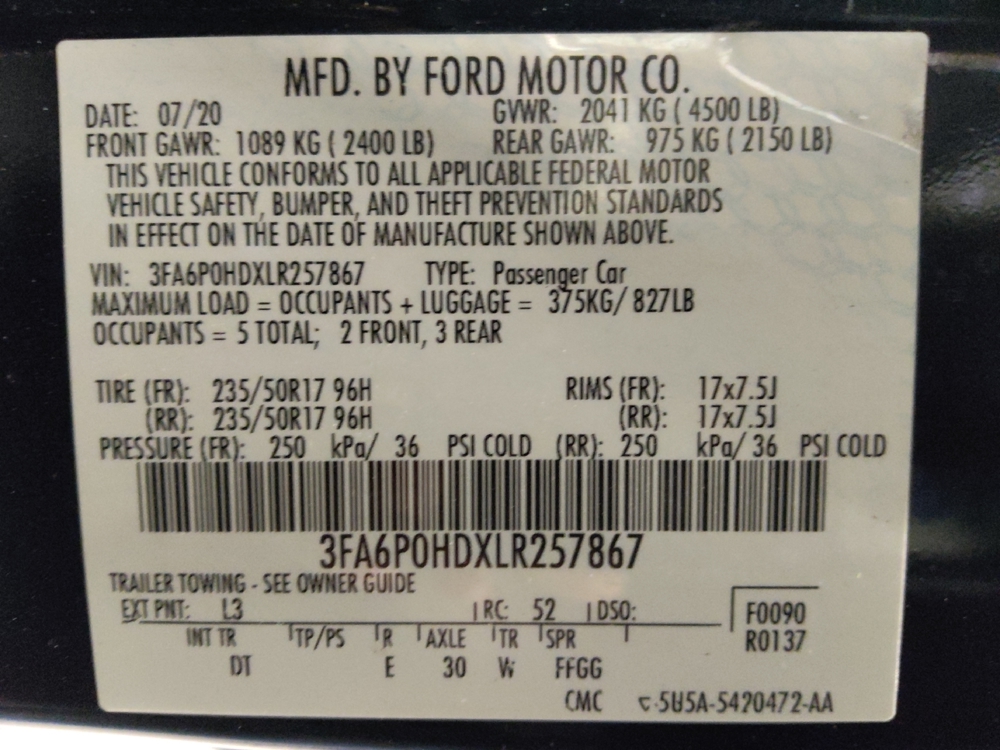 MFD. BY FORD MOTOR CO.
DATE: 07/20 GVWR: 2041 KG ( 4500 LB)
FRONT GAWR: 1089 KG ( 2400 LB) REAR GAWR: 975 KG ( 2150 LB)
THIS VEHICLE CONFORMS TO ALL APPLICABLE FEDERAL MOTOR
VEHICLE SAFETY, BUMPER, AND THEFT PREVENTION STANDARDS
IN EFFECT ON THE DATE OF MANUFACTURE SHOWN ABOVE.
VIN: 3FA6P0HDXLR257867 TYPE: Passenger Car
MAXIMUM LOAD = OCCUPANTS + LUGGAGE = 375KG/ 827LB
OCCUPANTS = 5 TOTAL; 2 FRONT, 3 REAR
TIRE (FR): 235/50R17 96H RIMS (FR): 17x7.5J
(RR): 235/50R17 96H (RR): 17x7.5J
PRESSURE (FR): 250 kPa/ 36 PSI COLD (RR): 250 kPa/ 36 PSI COLD
3FA6P0HDXLR257867
TRAILER TOWING - SEE OWNER GUIDE
EXT PNT: L3 RC: 52 DSO: F0090
INT TR TP/PS R AXLE TR SPR R0137
DT E 30 W FFGG
CMC 5U5A-5420472-AA